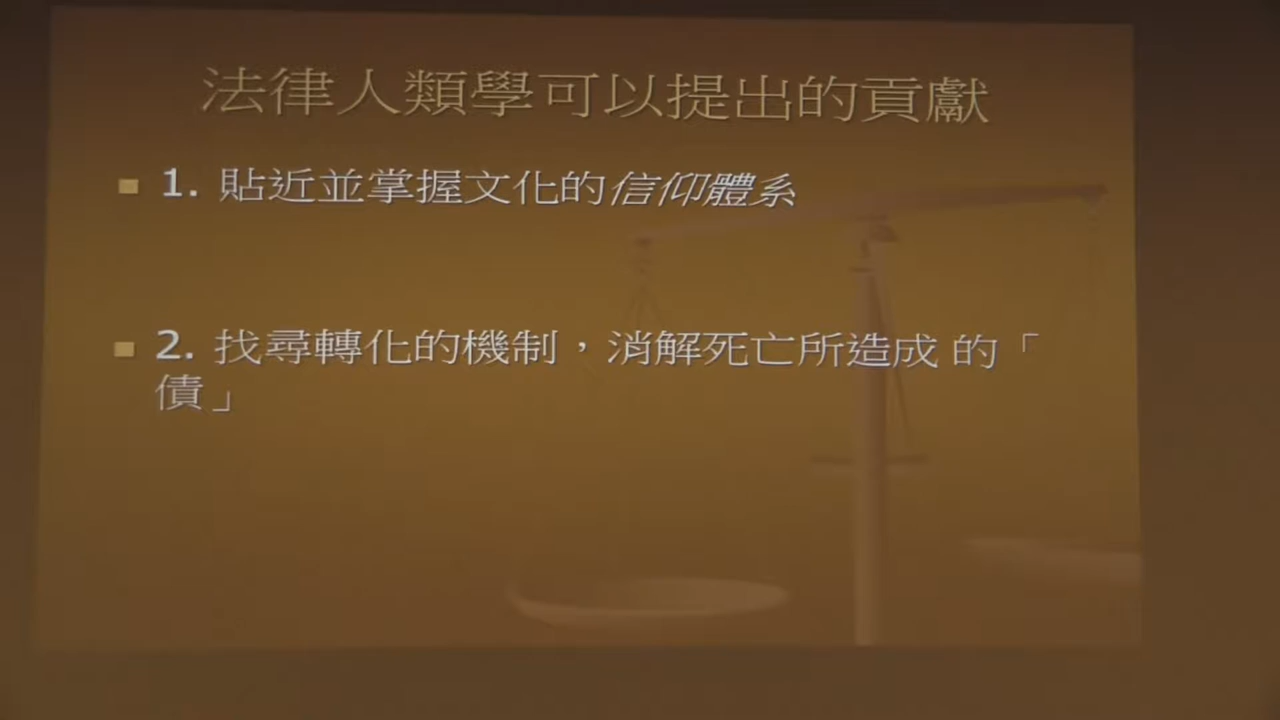 法律人類學可以提出的貢獻
1. 貼近並掌握文化的信仰體系
2. 找尋轉化的機制，消解死亡所造成 的「
債」